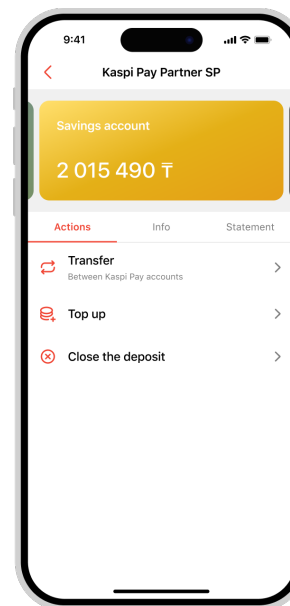 9:41
Kaspi Pay Partner SP
Savings account
2 015 490 ₸
Actions Info Statement
Transfer
Between Kaspi Pay accounts
Top up
Close the deposit